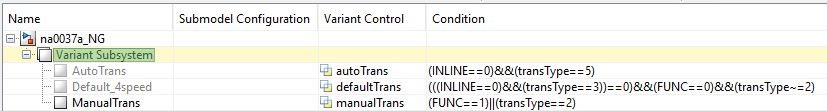 Name Submodel Configuration Variant Control Condition
na0037a_NG
Variant Subsystem
AutoTrans autoTrans (INLINE==0)&&(transType==5)
Default_4speed defaultTrans (((INLINE==0)&&(transType==3))==0)&&(FUNC==0)&&(transType~=2)
ManualTrans manualTrans (FUNC==1)||(transType==2)